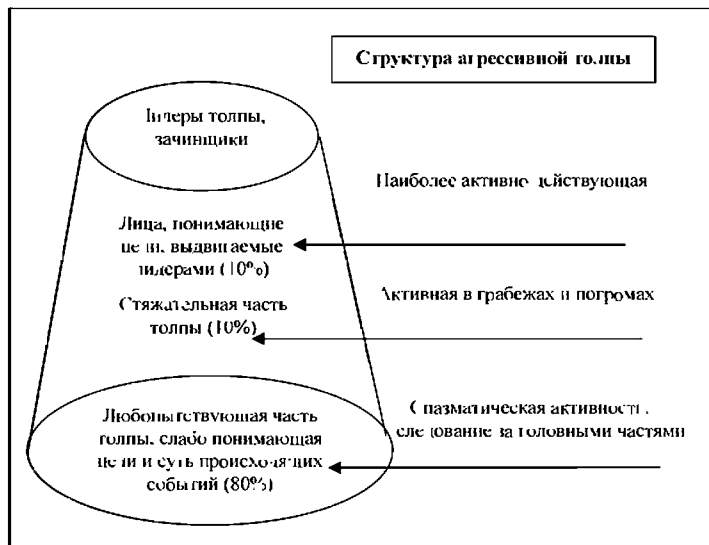 Структура агрессивной толпы
Лидеры толпы,
зачинщики
Наиболее активно действующая
Лица, понимающие
цели, выдвигаемые
лидерами (10%)
Активная в грабежах и погромах
Стяжательная часть
толпы (10%)
Спазматическая активность,
следование за головными частями
Любопытствующая часть
толпы, слабо понимающая
цели и суть происходящих
событий (80%)